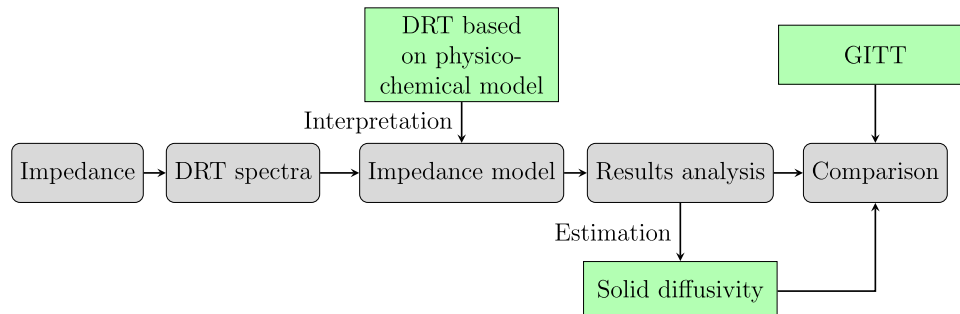 DRT based
on physico-
chemical model
GITT
Interpretation
Impedance
DRT spectra
Impedance model
Results analysis
Comparison
Estimation
Solid diffusivity